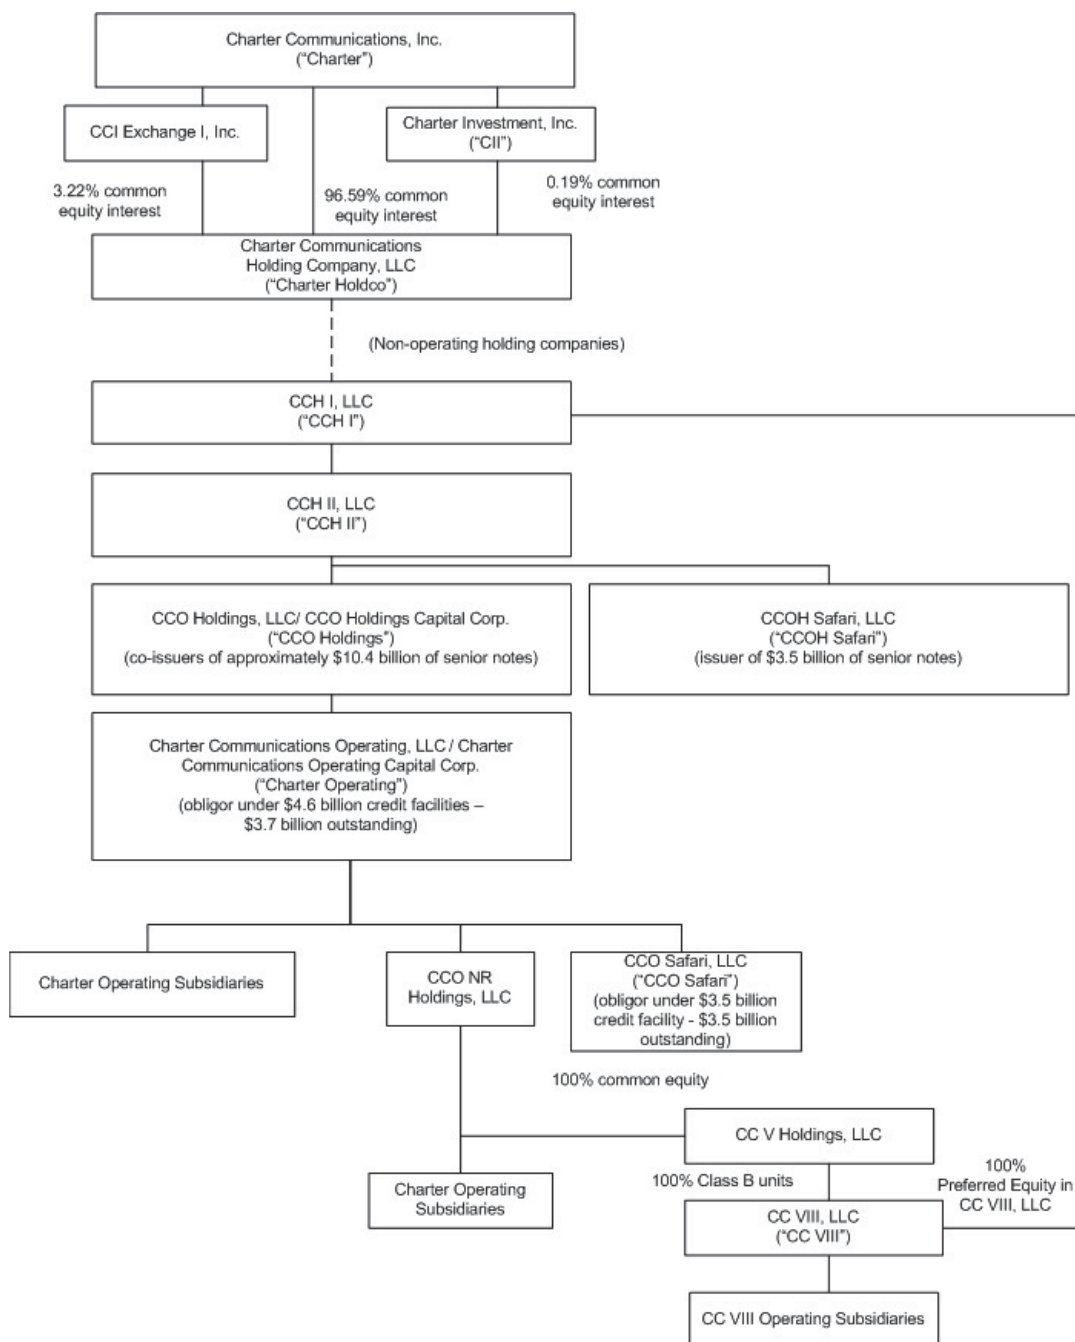 Charter Communications, Inc.
(“Charter”)
CCI Exchange I, Inc.
Charter Investment, Inc.
(“CII”)
3.22% common
equity interest
96.59% common
equity interest
0.19% common
equity interest
Charter Communications
Holding Company, LLC
(“Charter Holdco”)
(Non-operating holding companies)
CCH I, LLC
(“CCH I”)
CCH II, LLC
(“CCH II”)
CCO Holdings, LLC/ CCO Holdings Capital Corp.
(“CCO Holdings”)
(co-issuers of approximately $10.4 billion of senior notes)
CCOH Safari, LLC
(“CCOH Safari”)
(issuer of $3.5 billion of senior notes)
Charter Communications Operating, LLC / Charter
Communications Operating Capital Corp.
(“Charter Operating”)
(obligor under $4.6 billion credit facilities –
$3.7 billion outstanding)
Charter Operating Subsidiaries
CCO NR
Holdings, LLC
CCO Safari, LLC
(“CCO Safari”)
(obligor under $3.5 billion
credit facility - $3.5 billion
outstanding)
100% common equity
CC V Holdings, LLC
Charter Operating
Subsidiaries
100% Class B units
100%
Preferred Equity in
CC VIII, LLC
CC VIII, LLC
(“CC VIII”)
CC VIII Operating Subsidiaries